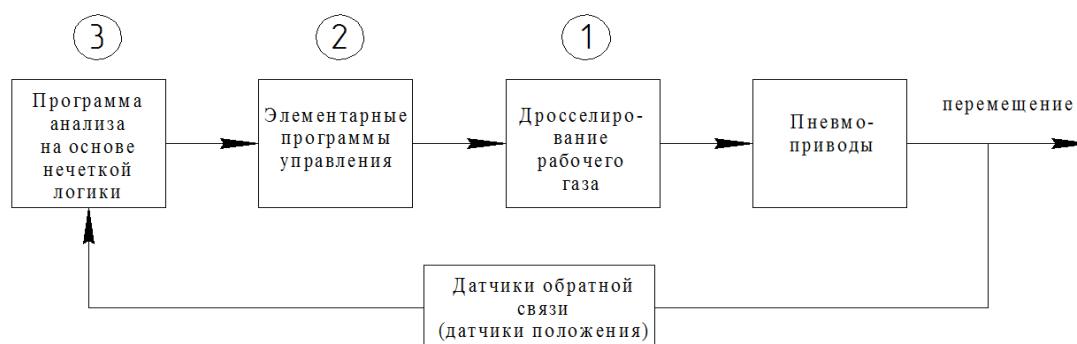 3
2
1
Программа
анализа
на основе
нечеткой
логики
Элементарные
программы
управления
Дросселиро-
вание
рабочего
газа
Пневмо-
приводы
перемещение
Датчики обратной
связи
(датчики положения)